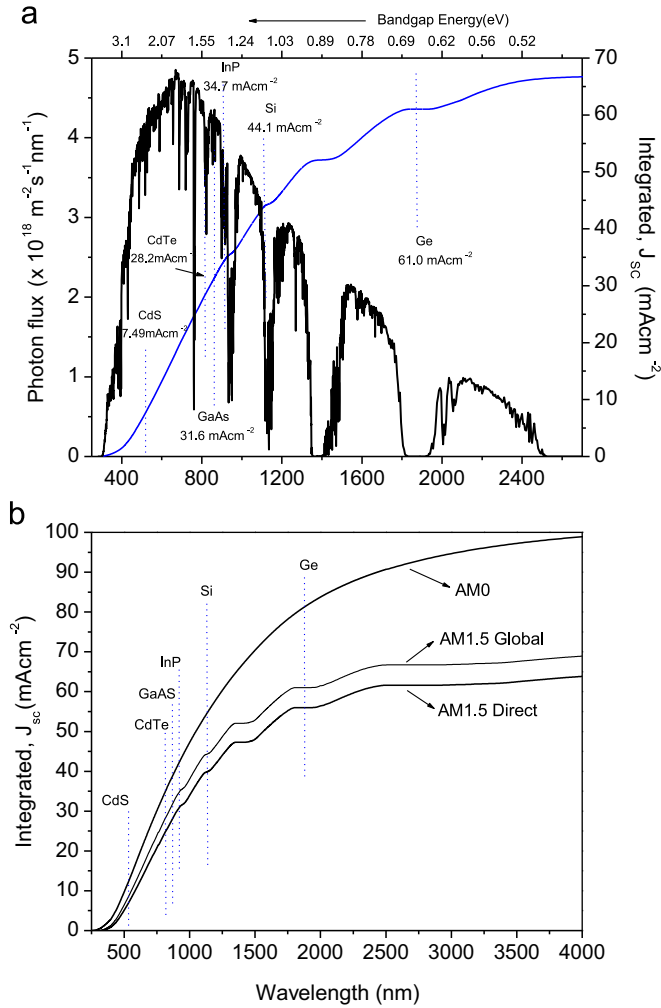 a
Bandgap Energy(eV)
3.1 2.07 1.55 1.24 1.03 0.89 0.78 0.69 0.62 0.56 0.52
InP
34.7 mAcm⁻²
Si
44.1 mAcm⁻²
CdTe
28.2mAcm⁻
CdS
7.49mAcm⁻²
GaAs
31.6 mAcm⁻²
Ge
61.0 mAcm⁻²
Photon flux (x 10¹⁸ m⁻²s⁻¹nm⁻¹)
5
4
3
2
1
0
Integrated, J_SC (mAcm⁻²)
70
60
50
40
30
20
10
0
400 800 1200 1600 2000 2400
b
Integrated, J_sc (mAcm⁻²)
100
90
80
70
60
50
40
30
20
10
0
CdS
CdTe
GaAS
InP
Si
Ge
AM0
AM1.5 Global
AM1.5 Direct
500 1000 1500 2000 2500 3000 3500 4000
Wavelength (nm)